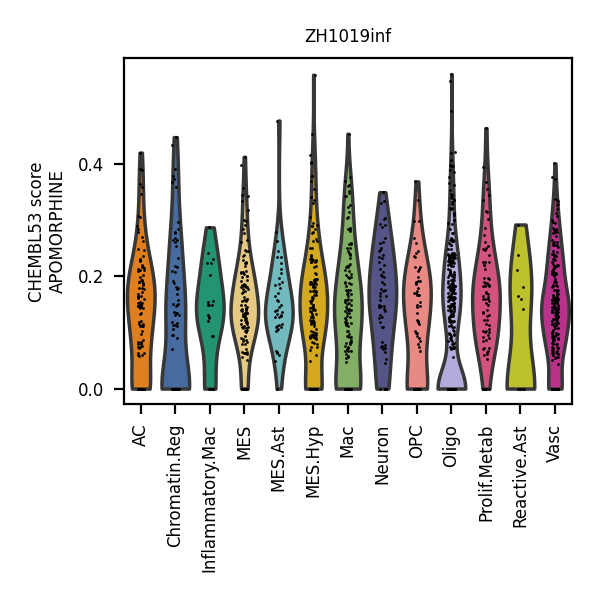 ZH1019inf
CHEMBL53 score
APOMORPHINE
0.4
0.2
0.0
AC
Chromatin.Reg
Inflammatory.Mac
MES
MES.Ast
MES.Hyp
Mac
Neuron
OPC
Oligo
Prolif.Metab
Reactive.Ast
Vasc